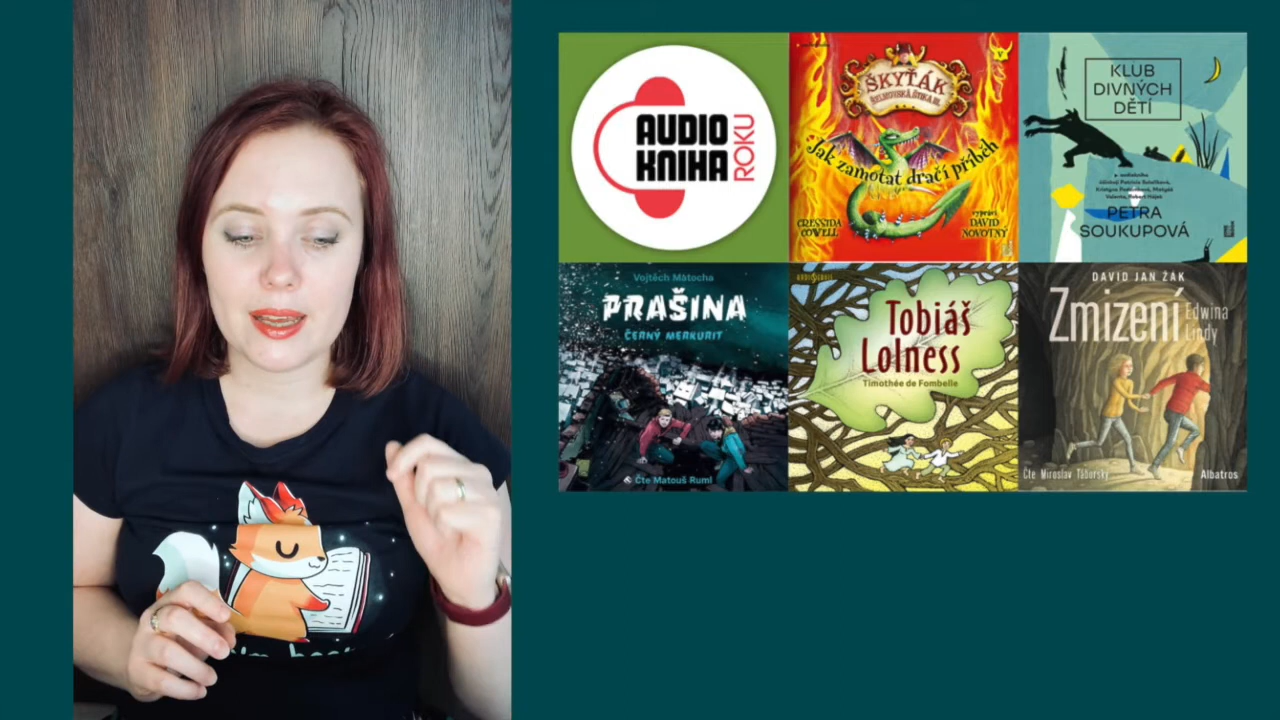 AUDIO
KNIHA
ROKU
ŠKYŤÁK
Jak zamotat dračí příběh
CRESSIDA
COWELL
vypráví
DAVID
NOVOTNÝ
KLUB
DIVNÝCH
DĚTÍ
PETRA
SOUKUPOVÁ
Vojtěch Matocha
PRAŠINA
ČERNÝ MERKURIT
Čte Matouš Ruml
Tobiáš
Lolness
Timothée de Fombelle
DAVID JAN ŽÁK
Zmizení
Edwina
Lindy
Čte Miroslav Táborský
Albatros